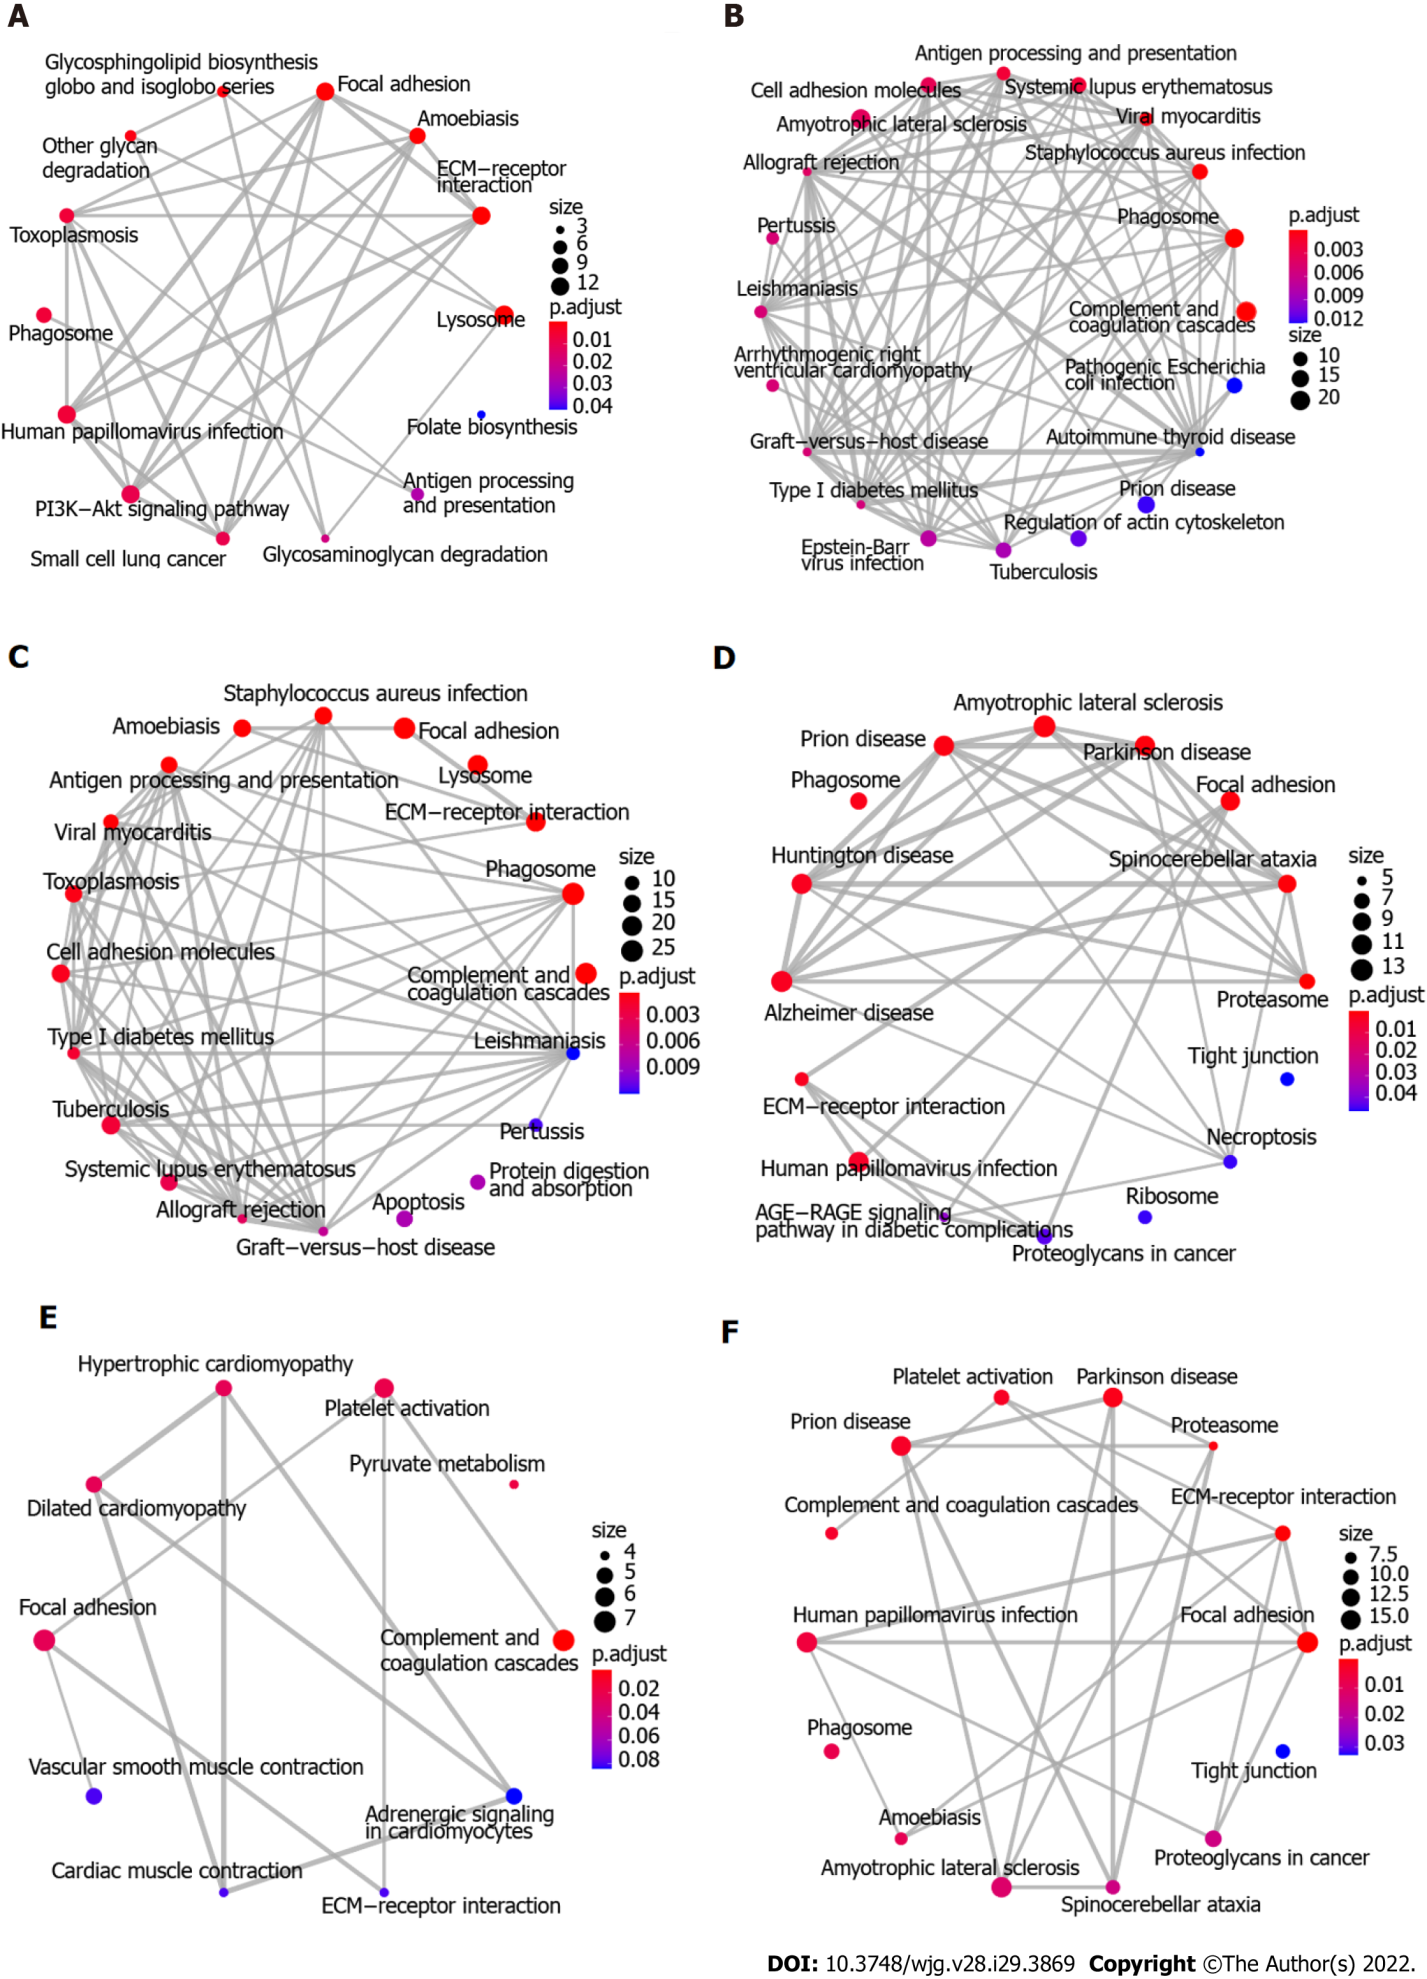 A
Glycosphingolipid biosynthesis
globo and isoglobo series
Focal adhesion
Amoebiasis
Other glycan
degradation
ECM−receptor
interaction
Toxoplasmosis
Phagosome
Lysosome
Human papillomavirus infection
Folate biosynthesis
PI3K−Akt signaling pathway
Antigen processing
and presentation
Small cell lung cancer
Glycosaminoglycan degradation
size
3
6
9
12
p.adjust
0.01
0.02
0.03
0.04
B
Antigen processing and presentation
Cell adhesion molecules
Systemic lupus erythematosus
Amyotrophic lateral sclerosis
Viral myocarditis
Allograft rejection
Staphylococcus aureus infection
Pertussis
Phagosome
Leishmaniasis
Complement and
coagulation cascades
Arrhythmogenic right
ventricular cardiomyopathy
Pathogenic Escherichia
coli infection
Graft−versus−host disease
Autoimmune thyroid disease
Type I diabetes mellitus
Prion disease
Epstein-Barr
virus infection
Regulation of actin cytoskeleton
Tuberculosis
p.adjust
0.003
0.006
0.009
0.012
size
10
15
20
C
Staphylococcus aureus infection
Amoebiasis
Focal adhesion
Antigen processing and presentation
Lysosome
Viral myocarditis
ECM−receptor interaction
Toxoplasmosis
Phagosome
Cell adhesion molecules
Complement and
coagulation cascades
Type I diabetes mellitus
Leishmaniasis
Tuberculosis
Pertussis
Systemic lupus erythematosus
Protein digestion
and absorption
Allograft rejection
Apoptosis
Graft−versus−host disease
size
10
15
20
25
p.adjust
0.003
0.006
0.009
D
Amyotrophic lateral sclerosis
Prion disease
Parkinson disease
Phagosome
Focal adhesion
Huntington disease
Spinocerebellar ataxia
Alzheimer disease
Proteasome
Tight junction
ECM−receptor interaction
Necroptosis
Human papillomavirus infection
Ribosome
AGE−RAGE signaling
pathway in diabetic complications
Proteoglycans in cancer
size
5
7
9
11
13
p.adjust
0.01
0.02
0.03
0.04
E
Hypertrophic cardiomyopathy
Platelet activation
Pyruvate metabolism
Dilated cardiomyopathy
Focal adhesion
Complement and
coagulation cascades
Vascular smooth muscle contraction
Adrenergic signaling
in cardiomyocytes
Cardiac muscle contraction
ECM−receptor interaction
size
4
5
6
7
p.adjust
0.02
0.04
0.06
0.08
F
Platelet activation
Parkinson disease
Prion disease
Proteasome
Complement and coagulation cascades
ECM-receptor interaction
Human papillomavirus infection
Focal adhesion
Phagosome
Tight junction
Amoebiasis
Proteoglycans in cancer
Amyotrophic lateral sclerosis
Spinocerebellar ataxia
size
7.5
10.0
12.5
15.0
p.adjust
0.01
0.02
0.03
DOI: 10.3748/wjg.v28.i29.3869 Copyright ©The Author(s) 2022.